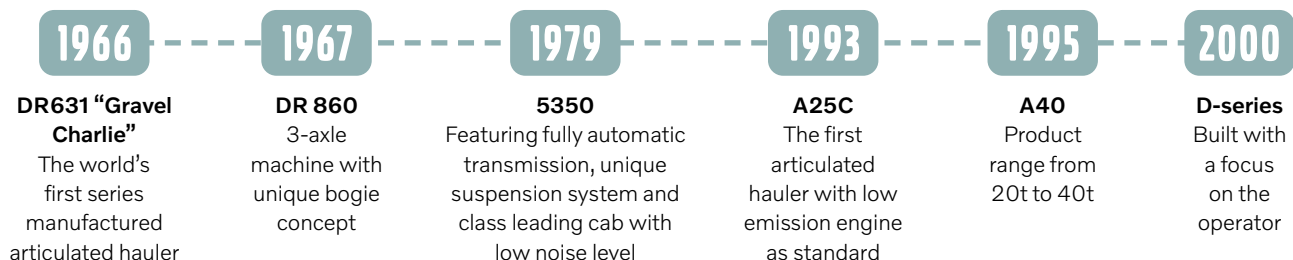 1966
DR631 “Gravel
Charlie”
The world’s
first series
manufactured
articulated hauler
1967
DR 860
3-axle
machine with
unique bogie
concept
1979
5350
Featuring fully automatic
transmission, unique
suspension system and
class leading cab with
low noise level
1993
A25C
The first
articulated
hauler with low
emission engine
as standard
1995
A40
Product
range from
20t to 40t
2000
D-series
Built with
a focus
on the
operator